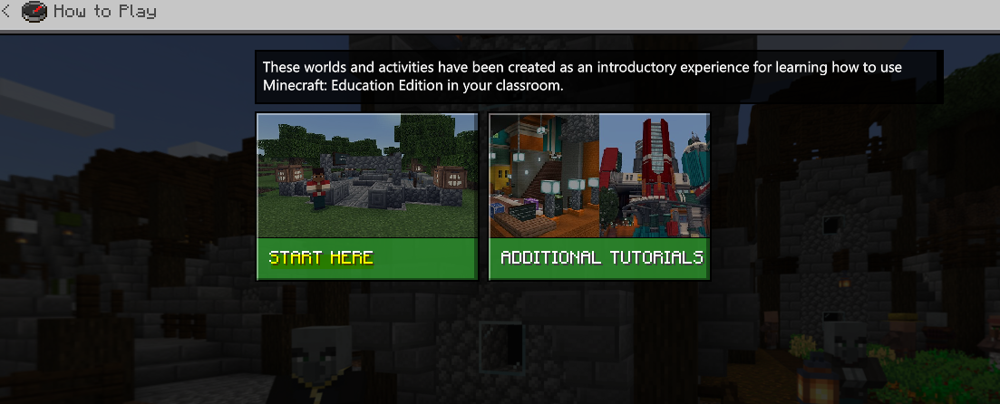 How to Play
These worlds and activities have been created as an introductory experience for learning how to use
Minecraft: Education Edition in your classroom.
START HERE
ADDITIONAL TUTORIALS